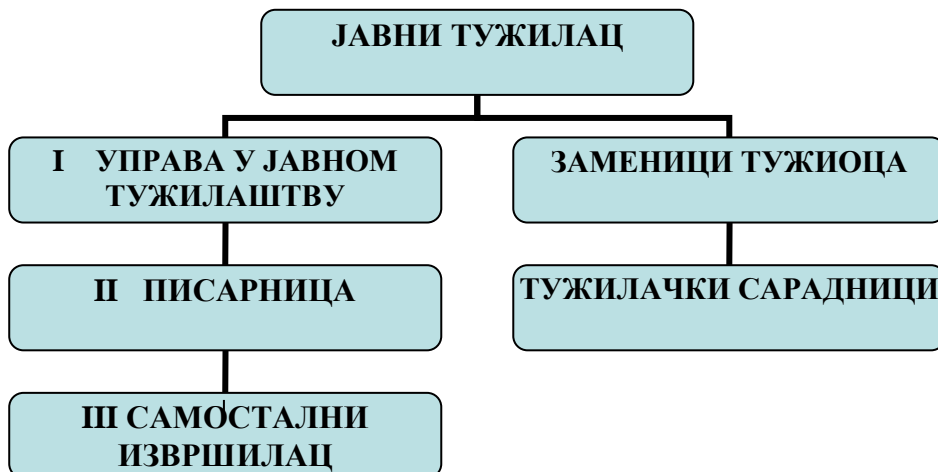 ЈАВНИ ТУЖИЛАЦ
I УПРАВА У ЈАВНОМ
ТУЖИЛАШТВУ
ЗАМЕНИЦИ ТУЖИОЦА
II ПИСАРНИЦА
ТУЖИЛАЧКИ САРАДНИЦИ
III САМОСТАЛНИ
ИЗВРШИЛАЦ